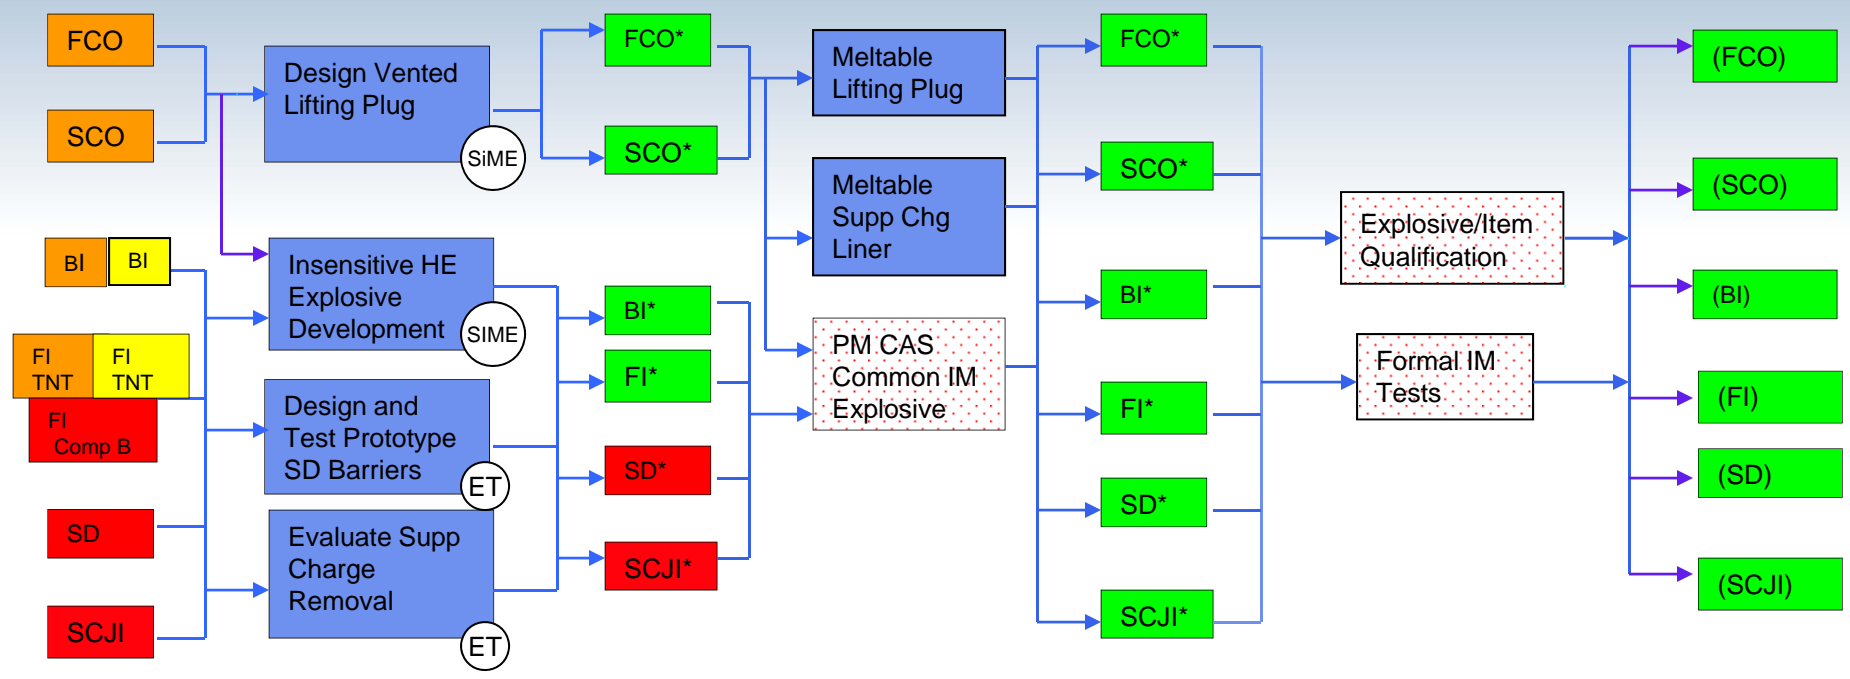 FCO
SCO
BI
BI
FI
TNT
FI
TNT
FI
Comp B
SD
SCJI
Design Vented
Lifting Plug
SiME
Insensitive HE
Explosive
Development
SIME
Design and
Test Prototype
SD Barriers
ET
Evaluate Supp
Charge
Removal
ET
FCO*
SCO*
BI*
FI*
SD*
SCJI*
Meltable
Lifting Plug
Meltable
Supp Chg
Liner
PM CAS
Common IM
Explosive
FCO*
SCO*
BI*
FI*
SD*
SCJI*
Explosive/Item
Qualification
Formal IM
Tests
(FCO)
(SCO)
(BI)
(FI)
(SD)
(SCJI)